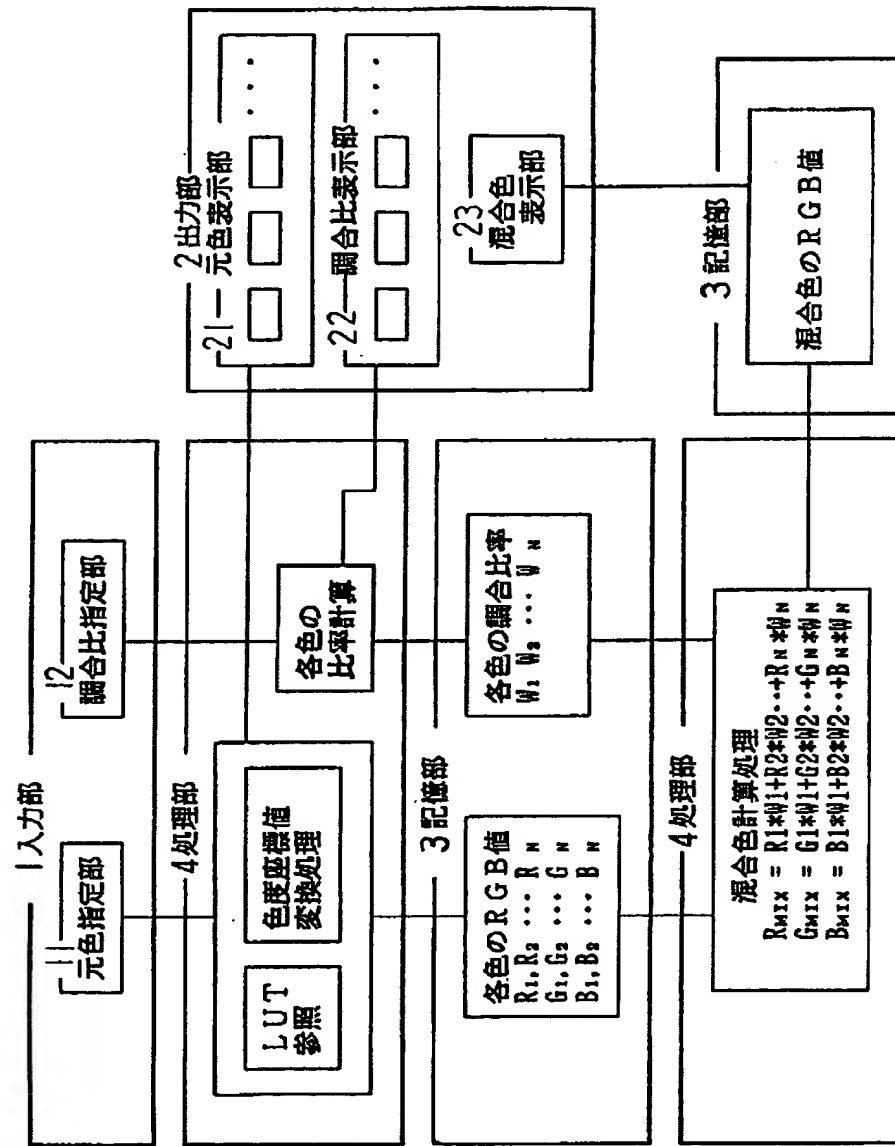 1 入力部
11
元色指定部
12
調合比指定部
4 処理部
LUT
参照
色度座標値
変換処理
各色の
比率計算
2 出力部
21
元色表示部
・・・
22
調合比表示部
・・・
23
混合色
表示部
3 記憶部
各色のRGB値
R1,R2 ・・・ RN
G1,G2 ・・・ GN
B1,B2 ・・・ BN
各色の調合比率
W1 W2 ・・・ WN
4 処理部
混合色計算処理
RMIX = R1*W1+R2*W2・・+RN*WN
GMIX = G1*W1+G2*W2・・+GN*WN
BMIX = B1*W1+B2*W2・・+BN*WN
3 記憶部
混合色のRGB値